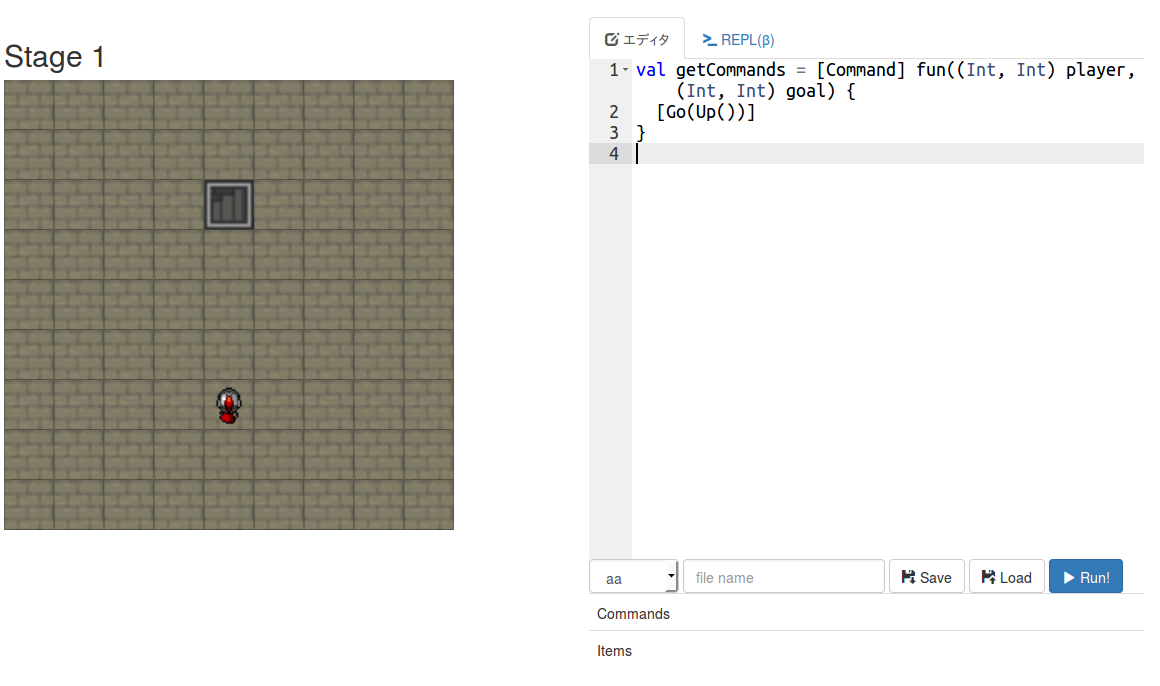 Stage 1
エディタ
REPL(β)
1 val getCommands = [Command] fun((Int, Int) player,
(Int, Int) goal) {
2 [Go(Up())]
3 }
4
aa
file name
Save
Load
Run!
Commands
Items